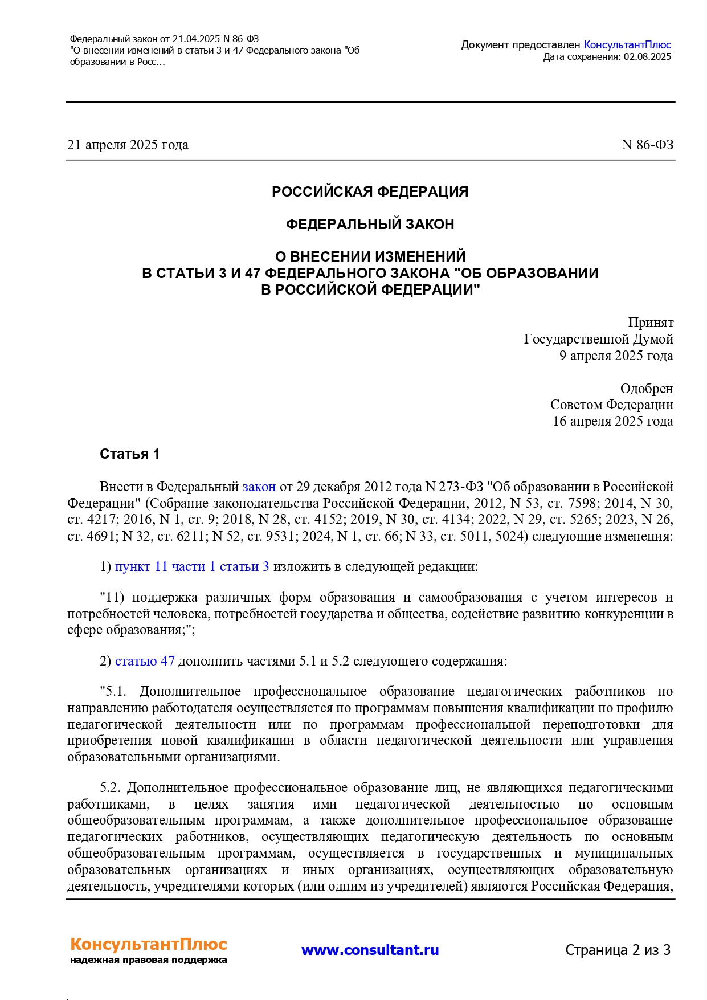 Федеральный закон от 21.04.2025 N 86-ФЗ
"О внесении изменений в статьи 3 и 47 Федерального закона "Об
образовании в Росс...
Документ предоставлен КонсультантПлюс
Дата сохранения: 02.08.2025
21 апреля 2025 года N 86-ФЗ
РОССИЙСКАЯ ФЕДЕРАЦИЯ
ФЕДЕРАЛЬНЫЙ ЗАКОН
О ВНЕСЕНИИ ИЗМЕНЕНИЙ
В СТАТЬИ 3 И 47 ФЕДЕРАЛЬНОГО ЗАКОНА "ОБ ОБРАЗОВАНИИ
В РОССИЙСКОЙ ФЕДЕРАЦИИ"
Принят
Государственной Думой
9 апреля 2025 года
Одобрен
Советом Федерации
16 апреля 2025 года
Статья 1
Внести в Федеральный закон от 29 декабря 2012 года N 273-ФЗ "Об образовании в Российской
Федерации" (Собрание законодательства Российской Федерации, 2012, N 53, ст. 7598; 2014, N 30,
ст. 4217; 2016, N 1, ст. 9; 2018, N 28, ст. 4152; 2019, N 30, ст. 4134; 2022, N 29, ст. 5265; 2023, N 26,
ст. 4691; N 32, ст. 6211; N 52, ст. 9531; 2024, N 1, ст. 66; N 33, ст. 5011, 5024) следующие изменения:
1) пункт 11 части 1 статьи 3 изложить в следующей редакции:
"11) поддержка различных форм образования и самообразования с учетом интересов и
потребностей человека, потребностей государства и общества, содействие развитию конкуренции в
сфере образования;";
2) статью 47 дополнить частями 5.1 и 5.2 следующего содержания:
"5.1. Дополнительное профессиональное образование педагогических работников по
направлению работодателя осуществляется по программам повышения квалификации по профилю
педагогической деятельности или по программам профессиональной переподготовки для
приобретения новой квалификации в области педагогической деятельности или управления
образовательными организациями.
5.2. Дополнительное профессиональное образование лиц, не являющихся педагогическими
работниками, в целях занятия ими педагогической деятельностью по основным
общеобразовательным программам, а также дополнительное профессиональное образование
педагогических работников, осуществляющих педагогическую деятельность по основным
общеобразовательным программам, осуществляется в государственных и муниципальных
образовательных организациях и иных организациях, осуществляющих образовательную
деятельность, учредителями которых (или одним из учредителей) являются Российская Федерация,
КонсультантПлюс
надежная правовая поддержка
www.consultant.ru
Страница 2 из 3